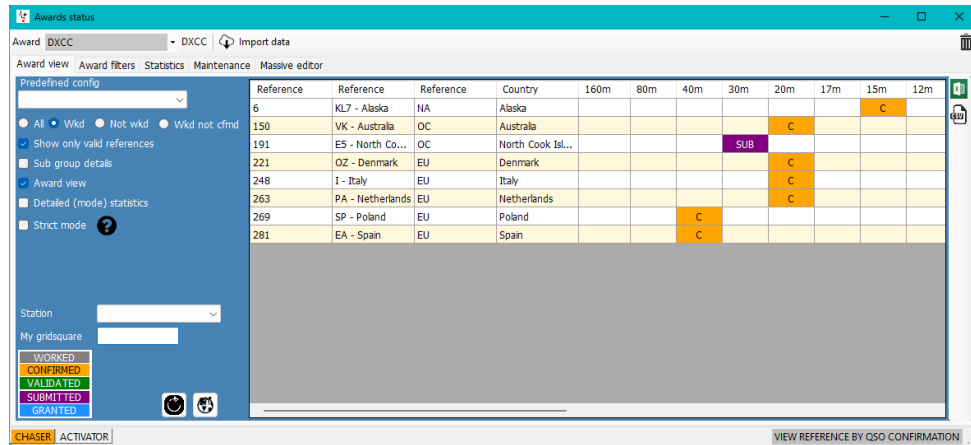 Awards status
Award DXCC DXCC Import data
Award view Award filters Statistics Maintenance Massive editor
Predefined config
All Wkd Not wkd Wkd not cfmd
Show only valid references
Sub group details
Award view
Detailed (mode) statistics
Strict mode ?
Station
My gridsquare
WORKED
CONFIRMED
VALIDATED
SUBMITTED
GRANTED
Reference Reference Reference Country 160m 80m 40m 30m 20m 17m 15m 12m
6 KL7 - Alaska NA Alaska C
150 VK - Australia OC Australia C
191 E5 - North Co... OC North Cook Isl... SUB
221 OZ - Denmark EU Denmark C
248 I - Italy EU Italy C
263 PA - Netherlands EU Netherlands C
269 SP - Poland EU Poland C
281 EA - Spain EU Spain C
CSV
CHASER ACTIVATOR VIEW REFERENCE BY QSO CONFIRMATION